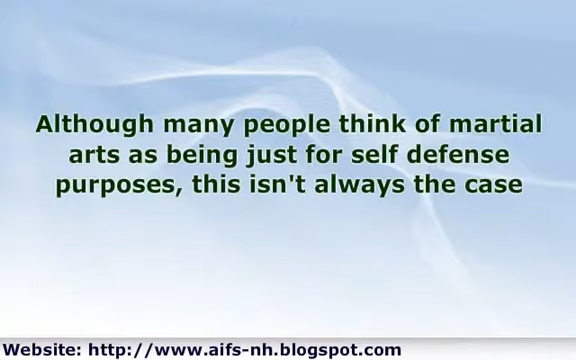 Although many people think of martial
arts as being just for self defense
purposes, this isn't always the case
Website: http://www.aifs-nh.blogspot.com